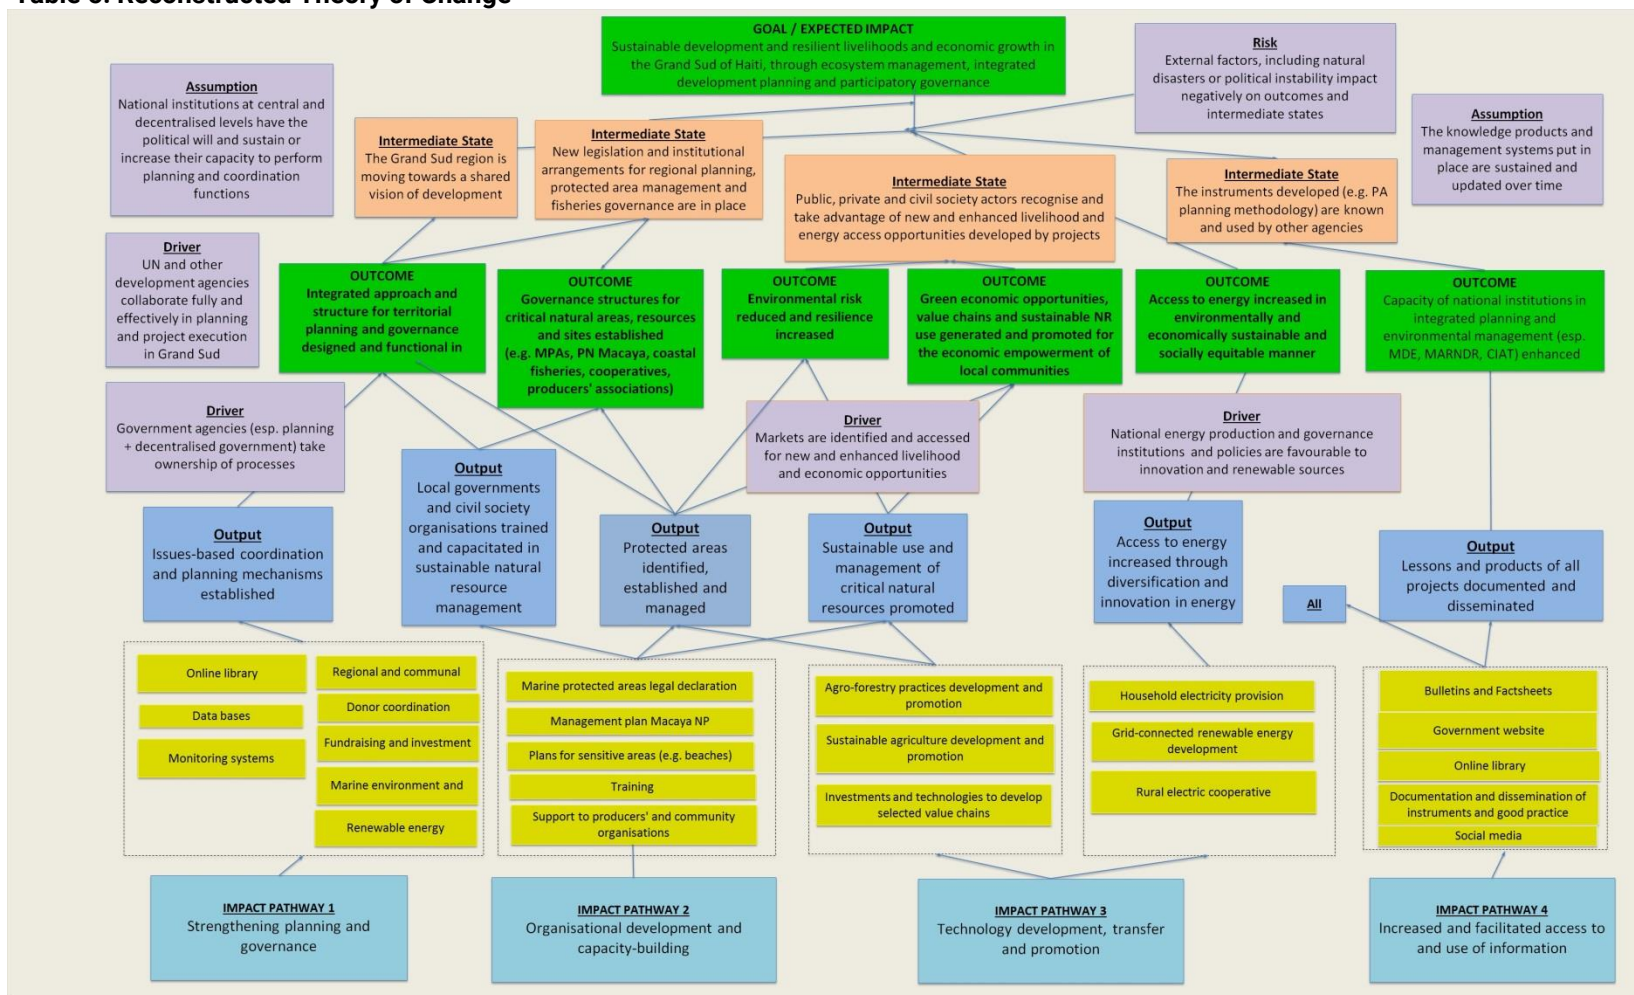 Table 3: Reconstructed Theory of Change
GOAL / EXPECTED IMPACT
Sustainable development and resilient livelihoods and economic growth in
the Grand Sud of Haiti, through ecosystem management, integrated
development planning and participatory governance
Risk
External factors, including natural
disasters or political instability impact
negatively on outcomes and
intermediate states
Assumption
National institutions at central and
decentralised levels have the
political will and sustain or
increase their capacity to perform
planning and coordination
functions
Assumption
The knowledge products and
management systems put in
place are sustained and
updated over time
Intermediate State
The Grand Sud region is
moving towards a shared
vision of development
Intermediate State
New legislation and institutional
arrangements for regional planning,
protected area management and
fisheries governance are in place
Intermediate State
Public, private and civil society actors recognise and
take advantage of new and enhanced livelihood and
energy access opportunities developed by projects
Intermediate State
The instruments developed (e.g. PA
planning methodology) are known
and used by other agencies
Driver
UN and other
development agencies
collaborate fully and
effectively in planning
and project execution
in Grand Sud
OUTCOME
Integrated approach and
structure for territorial
planning and governance
designed and functional in
OUTCOME
Governance structures for
critical natural areas, resources
and sites established
(e.g. MPAs, PN Macaya, coastal
fisheries, cooperatives,
producers' associations)
OUTCOME
Environmental risk
reduced and resilience
increased
OUTCOME
Green economic opportunities,
value chains and sustainable NR
use generated and promoted for
the economic empowerment of
local communities
OUTCOME
Access to energy increased in
environmentally and
economically sustainable and
socially equitable manner
OUTCOME
Capacity of national institutions in
integrated planning and
environmental management (esp.
MDE, MARNDR, CIAT) enhanced
Driver
Government agencies (esp. planning
+ decentralised government) take
ownership of processes
Driver
Markets are identified and accessed
for new and enhanced livelihood
and economic opportunities
Driver
National energy production and governance
institutions and policies are favourable to
innovation and renewable sources
Output
Issues-based coordination
and planning mechanisms
established
Output
Local governments
and civil society
organisations trained
and capacitated in
sustainable natural
resource
management
Output
Protected areas
identified,
established and
managed
Output
Sustainable use and
management of
critical natural
resources promoted
Output
Access to energy
increased through
diversification and
innovation in energy
All
Output
Lessons and products of all
projects documented and
disseminated
Online library
Data bases
Monitoring systems
Regional and communal
Donor coordination
Fundraising and investment
Marine environment and
Renewable energy
Marine protected areas legal declaration
Management plan Macaya NP
Plans for sensitive areas (e.g. beaches)
Training
Support to producers' and community
organisations
Agro-forestry practices development and
promotion
Sustainable agriculture development and
promotion
Investments and technologies to develop
selected value chains
Household electricity provision
Grid-connected renewable energy
development
Rural electric cooperative
Bulletins and Factsheets
Government website
Online library
Documentation and dissemination of
instruments and good practice
Social media
IMPACT PATHWAY 1
Strengthening planning and
governance
IMPACT PATHWAY 2
Organisational development and
capacity-building
IMPACT PATHWAY 3
Technology development, transfer
and promotion
IMPACT PATHWAY 4
Increased and facilitated access to
and use of information